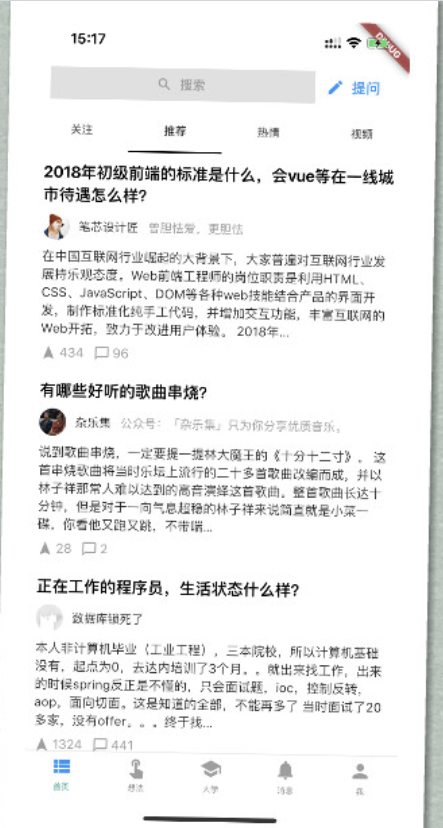 15:17
DEBUG
搜索
提问
关注
推荐
热榜
视频
2018年初级前端的标准是什么，会vue等在一线城
市待遇怎么样？
笔芯设计匠 曾胆怯爱，更胆怯
在中国互联网行业崛起的大背景下，大家普遍对互联网行业发
展持乐观态度，Web前端工程师的岗位职责是利用HTML、
CSS、JavaScript、DOM等各种web技能结合产品的界面开
发，制作标准化纯手工代码，并增加交互功能，丰富互联网的
Web开拓，致力于改进用户体验。 2018年...
434 96
有哪些好听的歌曲串烧？
杂乐集 公众号：「杂乐集」只为你分享优质音乐。
说到歌曲串烧，一定要提一提林大魔王的《十分十二寸》。 这
首串烧歌曲将当时乐坛上流行的二十多首歌曲改编而成，并以
林子祥那常人难以达到的高音演绎这首歌曲。整首歌曲长达十
分钟，但是对于一向气息超稳的林子祥来说简直就是小菜一
碟，你看他又跑又跳，不带喘...
28 2
正在工作的程序员，生活状态什么样？
数据库锁死了
本人非计算机毕业（工业工程），三本院校，所以计算机基础
没有，起点为0，去达内培训了3个月。。就出来找工作，出来
的时候spring反正是不懂的，只会面试题，ioc，控制反转，
aop，面向切面。这是知道的全部，不能再多了 当时面试了20
多家，没有offer。。。终于找...
1324 441
首页
想法
大学
消息
我